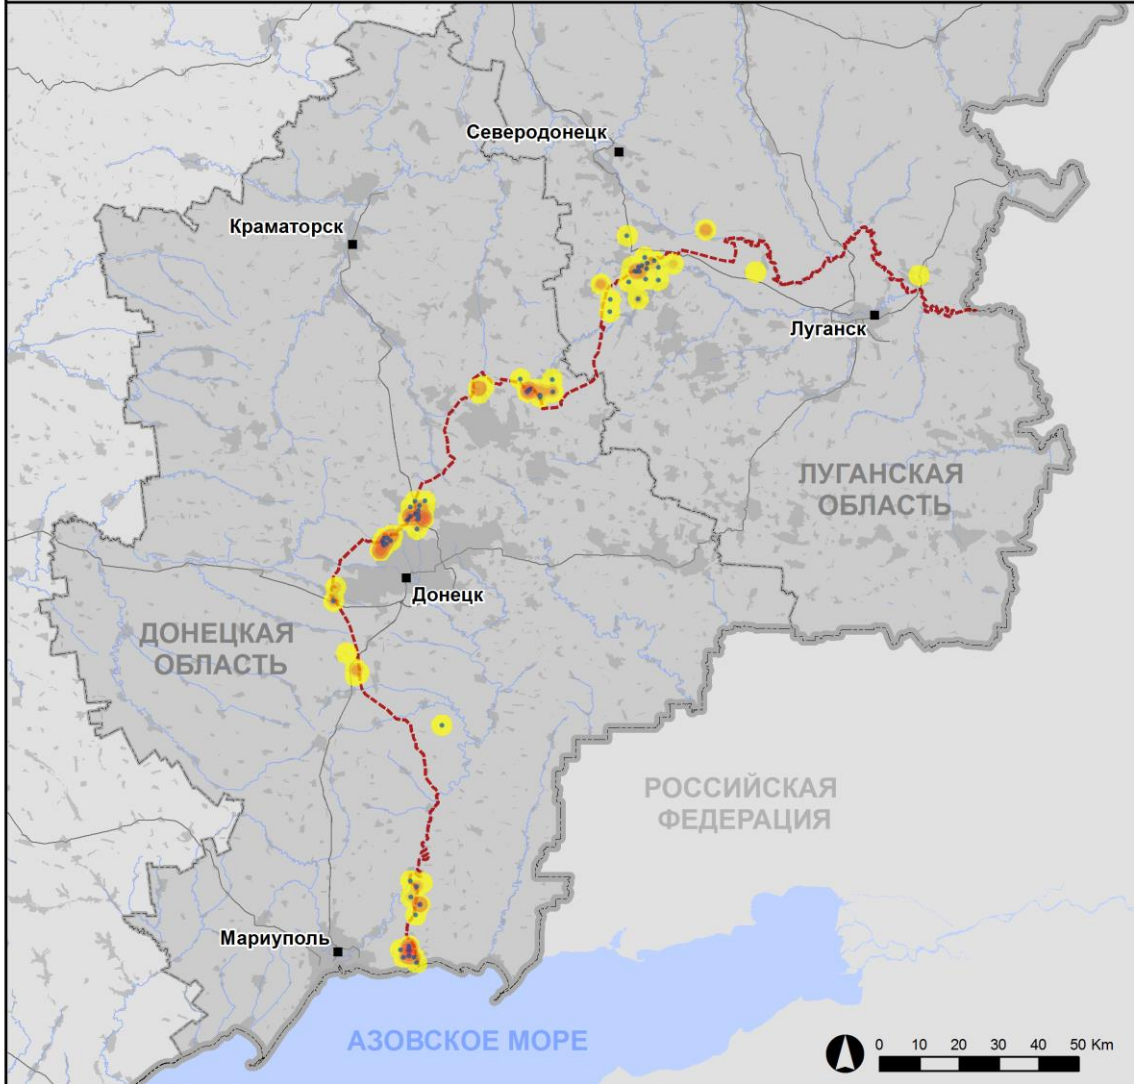 Северодонецк
Краматорск
Луганск
ЛУГАНСКАЯ
ОБЛАСТЬ
Донецк
ДОНЕЦКАЯ
ОБЛАСТЬ
РОССИЙСКАЯ
ФЕДЕРАЦИЯ
Мариуполь
АЗОВСКОЕ МОРЕ
0 10 20 30 40 50 Km